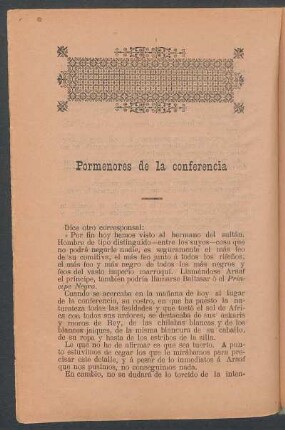 Pormenores de la conferencia
Dice otro corresponsal:
«Por fin hoy hemos visto al hermano del sultán.
Hombre de tipo distinguido—entre los suyos—cosa que
no podrá negarle nadie, es seguramente el más feo
de su comitiva, el más feo junto á todos los rifeños,
el más feo y más negro de todos los más negros y
feos del vasto imperio marroquí. Llamándose Araaf
el príncipe, también podría llamarse Baltasar ó el Prín-
cipe Negro.
Cuando se acercaba en la mañana de hoy al lugar
de la conferencia, su rostro, en que ha puesto la na-
turaleza todas las fealdades y que tostó el sol de Africa
con todos sus ardores, se destacaba de sus
y moros de Rey, de las chilabas blancas y de los
blancos jaiques, de la misma blancura de su caballo,
de su ropa y hasta de los estribos de la silla.
Lo que no he de afirmar es que sea tuerto. A pun-
to estuvimos de cegar los que le mirábamos para pre-
cisar este detalle, y á pesar de lo inmediatos á Araaf
que nos pusimos, no conseguimos nada.
En cambio, no se dudará de lo torcido de la inten-